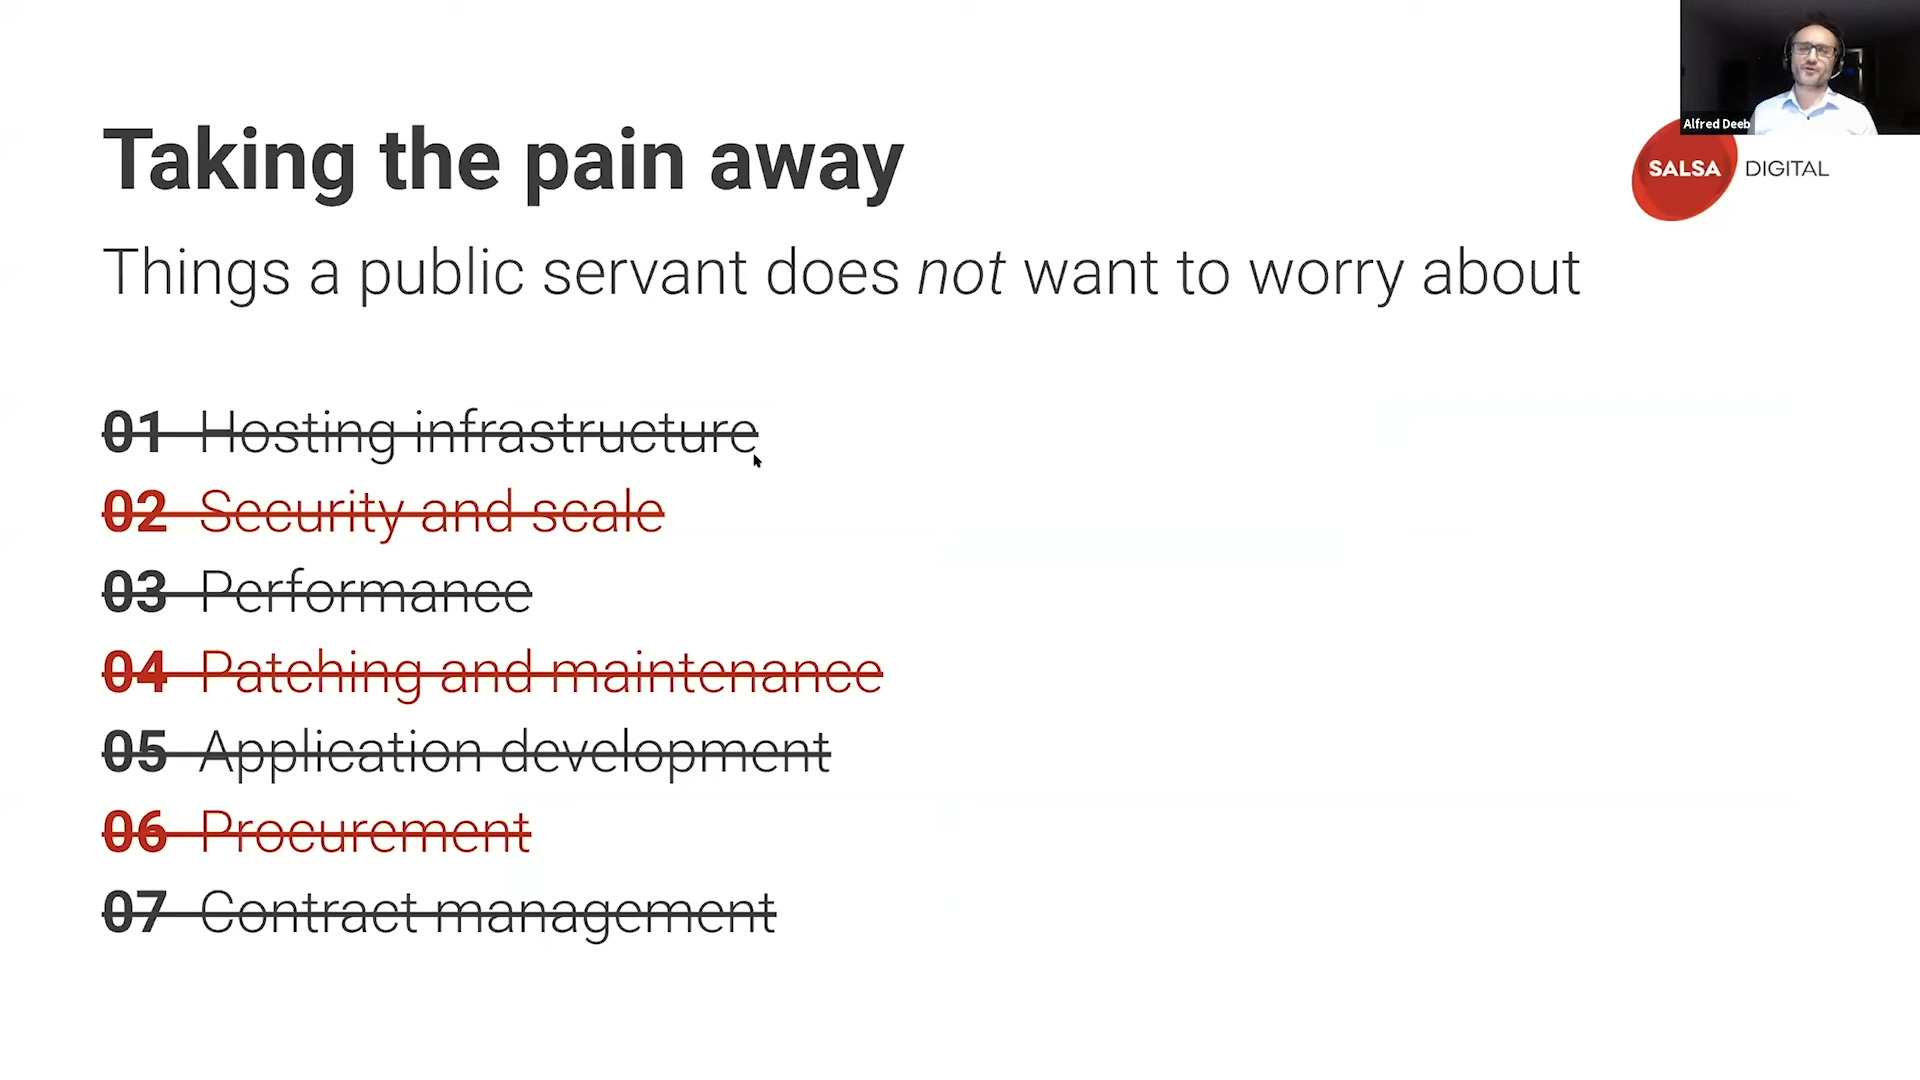 Alfred Deeb
SALSA DIGITAL
Taking the pain away
Things a public servant does not want to worry about
01 Hosting infrastructure
02 Security and scale
03 Performance
04 Patching and maintenance
05 Application development
06 Procurement
07 Contract management